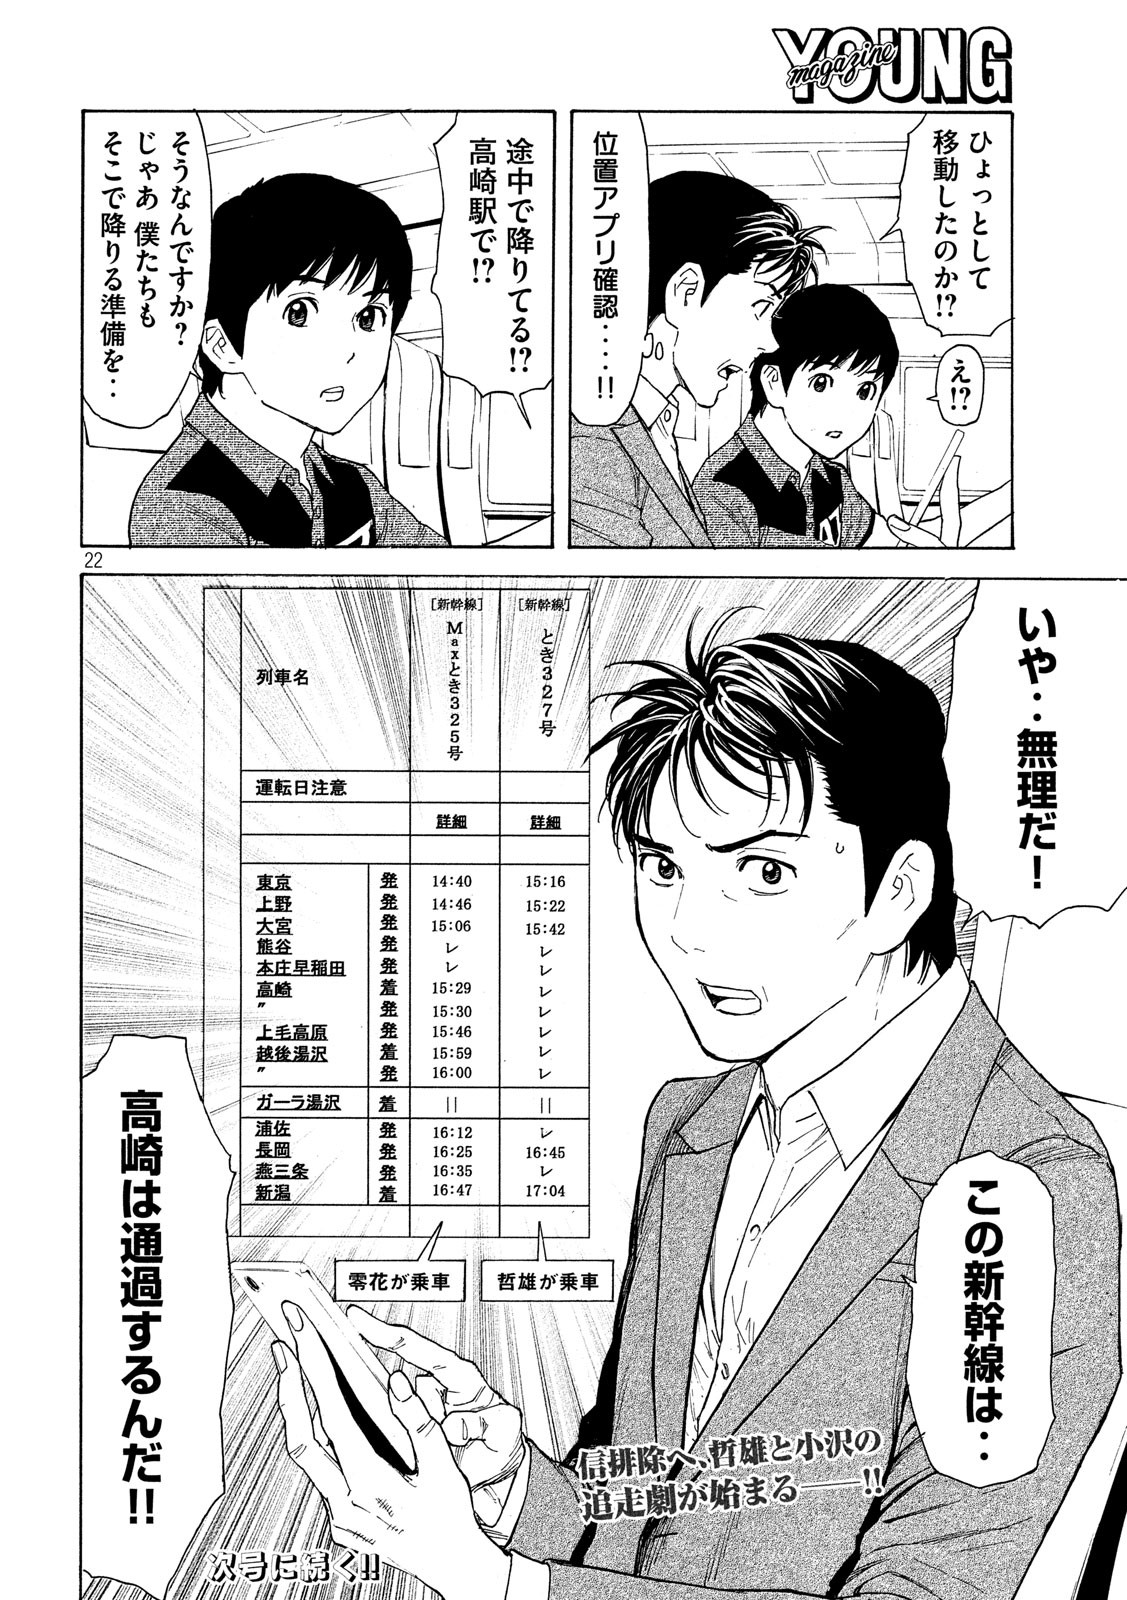 YOUNG
magazine
ひょっとして
移動したのか!?
え!?
位置アプリ確認‥‥!!
途中で降りてる!?
高崎駅で!?
そうなんですか?
じゃあ 僕たちも
そこで降りる準備を‥
22
いや‥無理だ!
[新幹線] [新幹線]
列車名 Maxとき325号 とき327号
運転日注意
詳細 詳細
東京 発 14:40 15:16
上野 発 14:46 15:22
大宮 発 15:06 15:42
熊谷 発 レ レ
本庄早稲田 発 レ レ
高崎 着 15:29 レ
〃 発 15:30 レ
上毛高原 発 15:46 レ
越後湯沢 着 15:59 レ
〃 発 16:00 レ
ガーラ湯沢 着 || ||
浦佐 発 16:12 レ
長岡 発 16:25 16:45
燕三条 発 16:35 レ
新潟 着 16:47 17:04
零花が乗車 哲雄が乗車
この新幹線は‥
高崎は通過するんだ!!
信排除へ、哲雄と小沢の
追走劇が始まる──!!
次号に続く!!